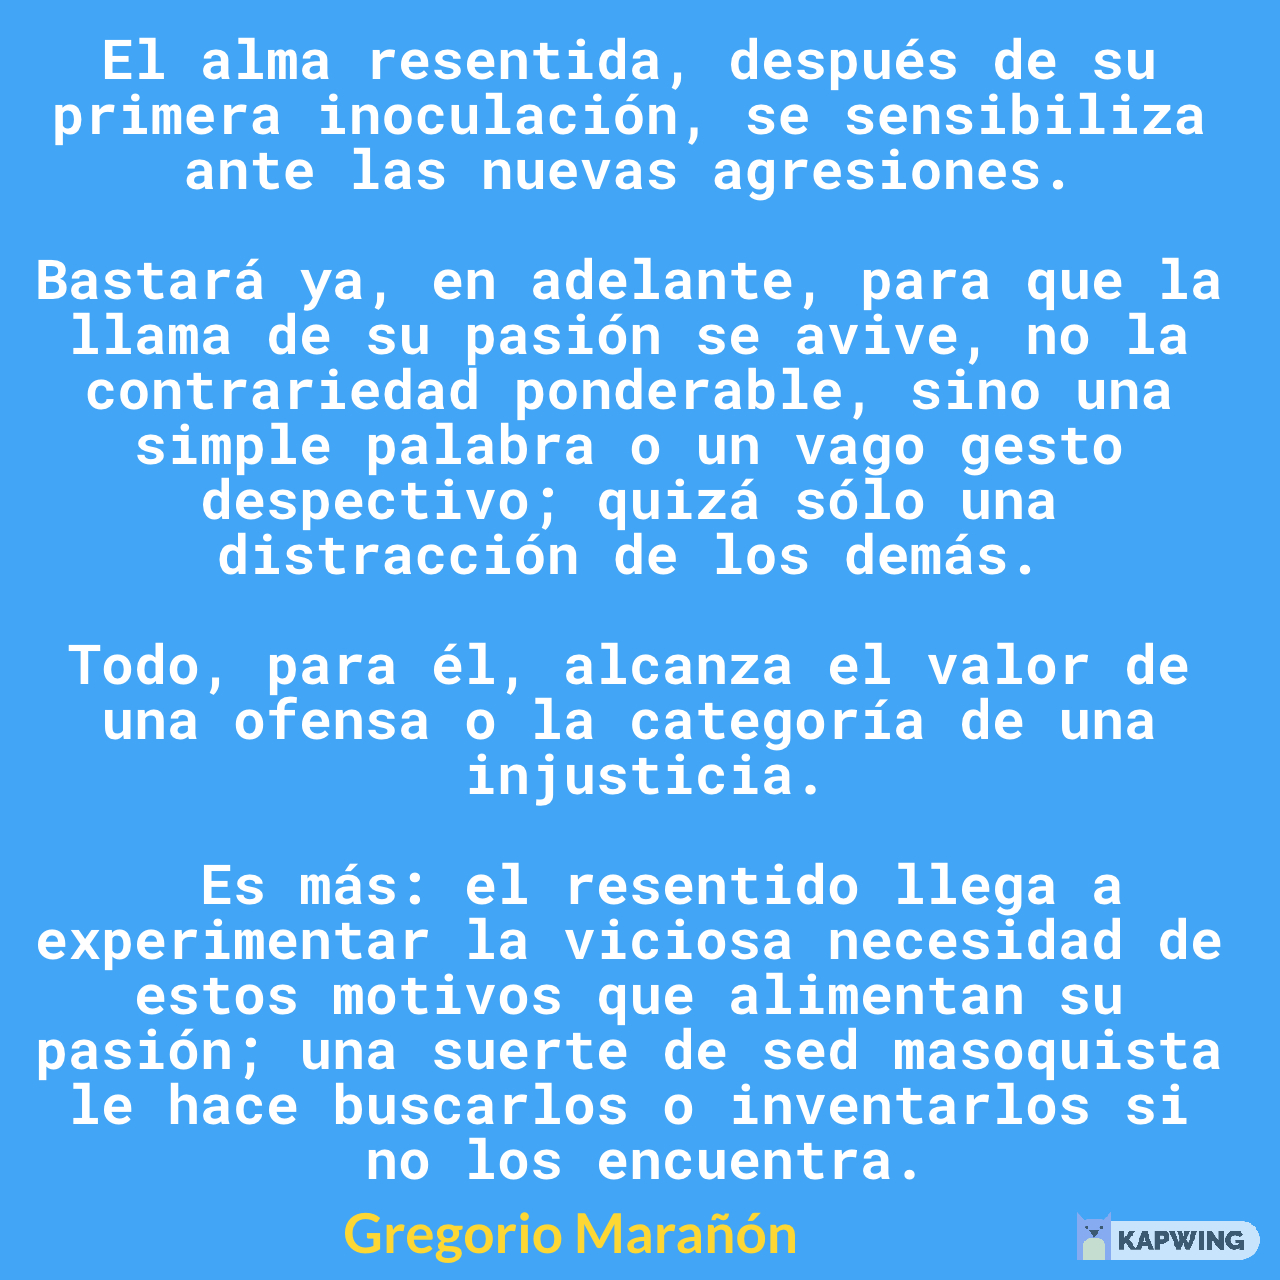 El alma resentida, después de su
primera inoculación, se sensibiliza
ante las nuevas agresiones.
Bastará ya, en adelante, para que la
llama de su pasión se avive, no la
contrariedad ponderable, sino una
simple palabra o un vago gesto
despectivo; quizá sólo una
distracción de los demás.
Todo, para él, alcanza el valor de
una ofensa o la categoría de una
injusticia.
Es más: el resentido llega a
experimentar la viciosa necesidad de
estos motivos que alimentan su
pasión; una suerte de sed masoquista
le hace buscarlos o inventarlos si
no los encuentra.
Gregorio Marañón
KAPWING